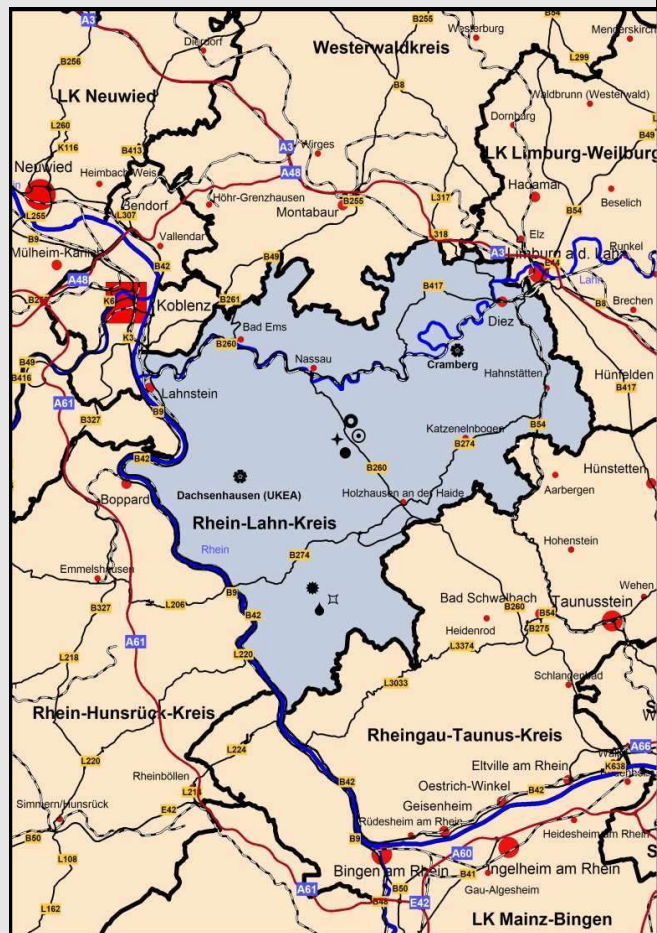 A3
Dierdorf
B255
Westerburg
B54
Mengerskirch
B256
Westerwaldkreis
L299
LK Neuwied
B8
Waldbrunn (Westerwald)
L260
K116
B413
A3
Wirges
Dornburg
B49
Neuwied
Heimbach-Weis
A48
LK Limburg-Weilburg
Hadamar
Beselich
L255
Bendorf
L307
Höhr-Grenzhausen
B255
Montabaur
L317
B54
B9
Vallendar
L318
Elz
Runkel
Mülheim-Kärlich
B42
B49
A3
Limburg a.d. Lahn
A48
E44
Lahn
K6
Koblenz
B261
B417
Diez
B8
Brechen
K3
Bad Ems
B260
Nassau
Cramberg
Hahnstätten
Hünfelden
B49
B416
Lahnstein
B417
A61
B9
B327
Katzenelnbogen
B54
B274
B42
B260
Hünstetten
Boppard
Dachsenhausen (UKEA)
Holzhausen an der Haide
Aarbergen
Rhein-Lahn-Kreis
Rhein
B274
Hohenstein
Emmelshausen
B9
Bad Schwalbach
B260
Wehen
B327
L206
B42
B54
Taunusstein
Heidenrod
B275
A61
L220
L3374
L218
L3033
Schlangenbad
Rhein-Hunsrück-Kreis
Rheingau-Taunus-Kreis
L224
A66
L220
Eltville am Rhein
K638
Rheinböllen
B42
Oestrich-Winkel
B42
L214
Geisenheim
Simmern/Hunsrück
E42
Rüdesheim am Rhein
Heidesheim am Rhein
B50
B9
A60
L108
Bingen am Rhein
B41
Ingelheim am Rhein
A61
B50
Gau-Algesheim
L162
B48
E42
LK Mainz-Bingen